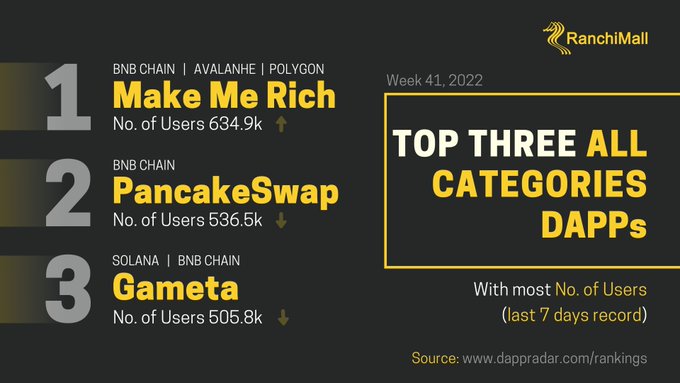 RanchiMall
Week 41, 2022
TOP THREE ALL
CATEGORIES
DAPPs
With most No. of Users
(last 7 days record)
1
BNB CHAIN | AVALANHE | POLYGON
Make Me Rich
No. of Users 634.9k
2
BNB CHAIN
PancakeSwap
No. of Users 536.5k
3
SOLANA | BNB CHAIN
Gameta
No. of Users 505.8k
Source: www.dappradar.com/rankings